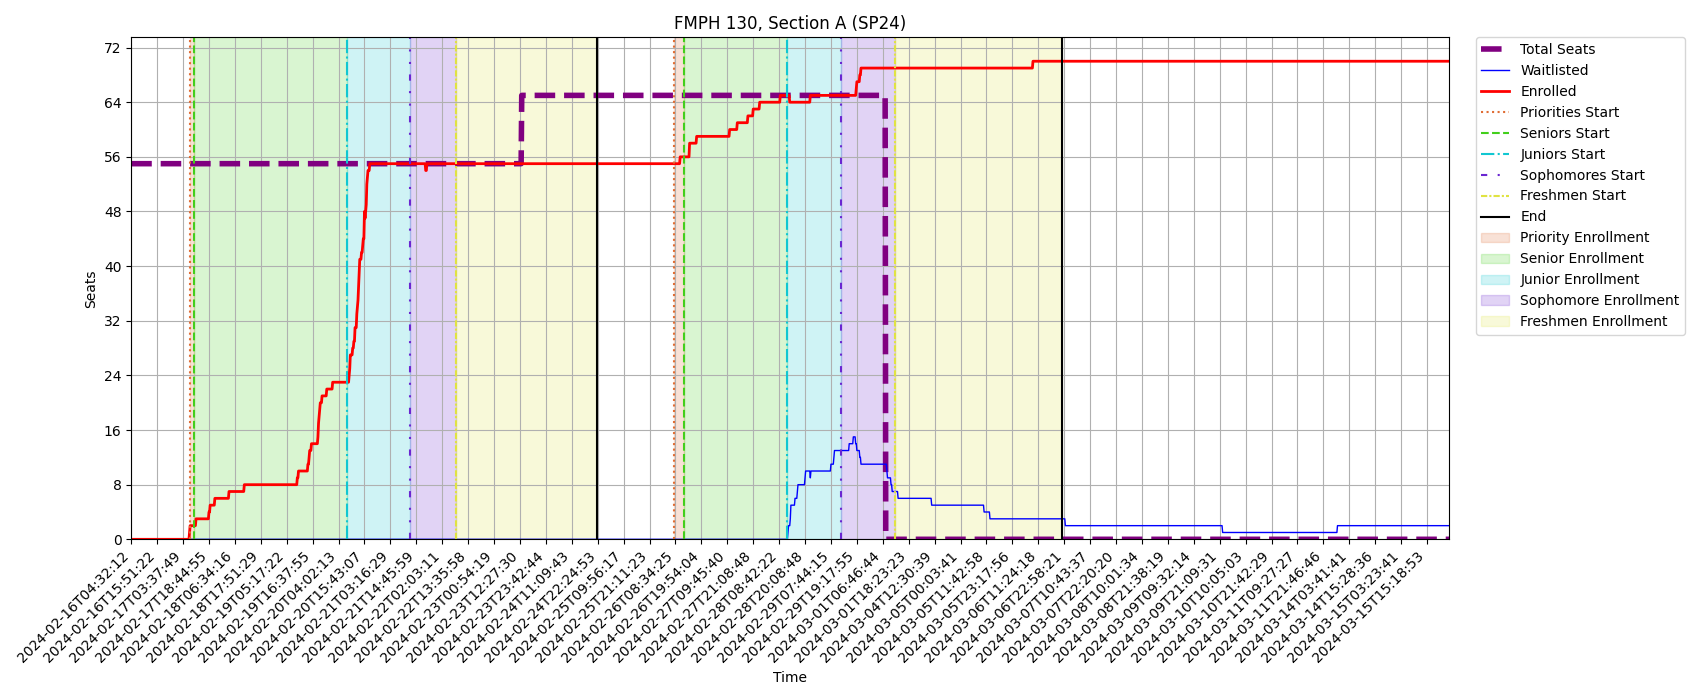 FMPH 130, Section A (SP24)
Seats
72
64
56
48
40
32
24
16
8
0
2024-02-16T04:32:12
2024-02-16T15:51:22
2024-02-17T03:37:49
2024-02-17T18:44:55
2024-02-18T06:34:16
2024-02-18T17:51:29
2024-02-19T05:17:22
2024-02-19T16:37:55
2024-02-20T04:02:13
2024-02-20T15:43:07
2024-02-21T03:16:29
2024-02-21T14:45:59
2024-02-22T02:03:11
2024-02-22T13:35:58
2024-02-23T00:54:19
2024-02-23T12:27:30
2024-02-23T23:42:44
2024-02-24T11:09:43
2024-02-24T22:24:53
2024-02-25T09:56:17
2024-02-25T21:11:23
2024-02-26T08:34:25
2024-02-26T19:54:04
2024-02-27T09:45:40
2024-02-27T21:08:48
2024-02-28T08:42:22
2024-02-28T20:08:48
2024-02-29T07:44:15
2024-02-29T19:17:55
2024-03-01T06:46:44
2024-03-01T18:23:23
2024-03-04T12:30:39
2024-03-05T00:03:41
2024-03-05T11:42:58
2024-03-05T23:17:56
2024-03-06T11:24:18
2024-03-06T22:58:21
2024-03-07T10:43:37
2024-03-07T22:20:20
2024-03-08T10:01:34
2024-03-08T21:38:19
2024-03-09T09:32:14
2024-03-09T21:09:31
2024-03-10T10:05:03
2024-03-10T21:42:29
2024-03-11T09:27:27
2024-03-11T21:46:46
2024-03-14T03:41:41
2024-03-14T15:28:36
2024-03-15T03:23:41
2024-03-15T15:18:53
Time
Total Seats
Waitlisted
Enrolled
Priorities Start
Seniors Start
Juniors Start
Sophomores Start
Freshmen Start
End
Priority Enrollment
Senior Enrollment
Junior Enrollment
Sophomore Enrollment
Freshmen Enrollment